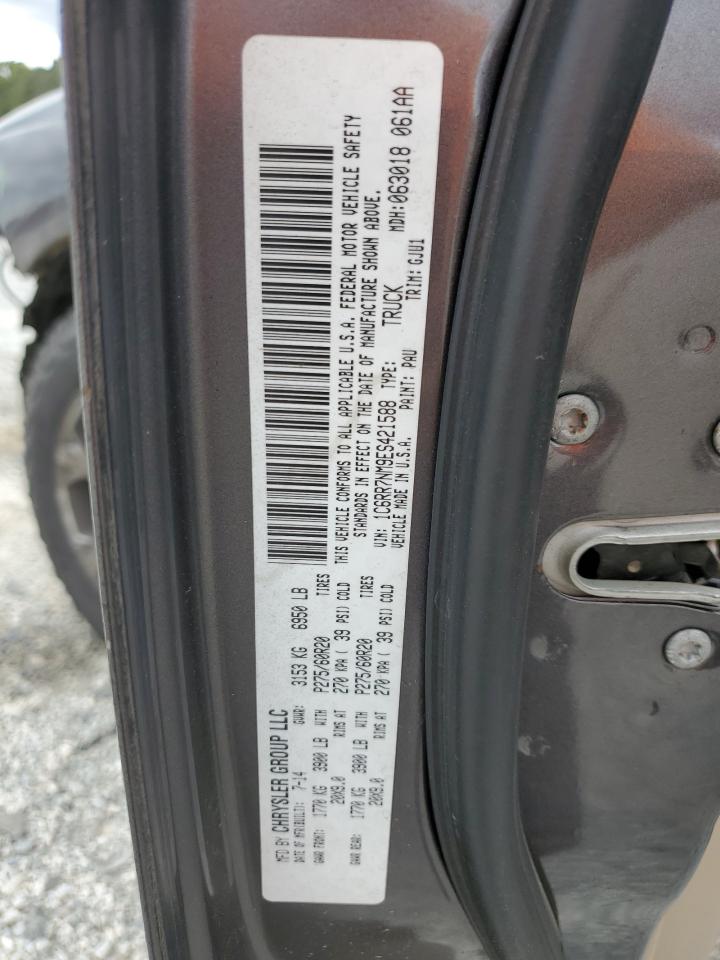 MFD BY CHRYSLER GROUP LLC
DATE OF MFR(BUILT): 7-14 GVWR: 3153 KG 6950 LB
GAWR FRONT: 1770 KG 3900 LB WITH P275/60R20 TIRES
20X9.0 RIMS AT 270 KPA ( 39 PSI) COLD
GAWR REAR: 1770 KG 3900 LB WITH P275/60R20 TIRES
20X9.0 RIMS AT 270 KPA ( 39 PSI) COLD
THIS VEHICLE CONFORMS TO ALL APPLICABLE U.S.A. FEDERAL MOTOR VEHICLE SAFETY
STANDARDS IN EFFECT ON THE DATE OF MANUFACTURE SHOWN ABOVE.
VIN: 1C6RR7NM9ES421588 TYPE: TRUCK MDH:063018 061AA
VEHICLE MADE IN U.S.A. PAINT: PAU TRIM: GJU1